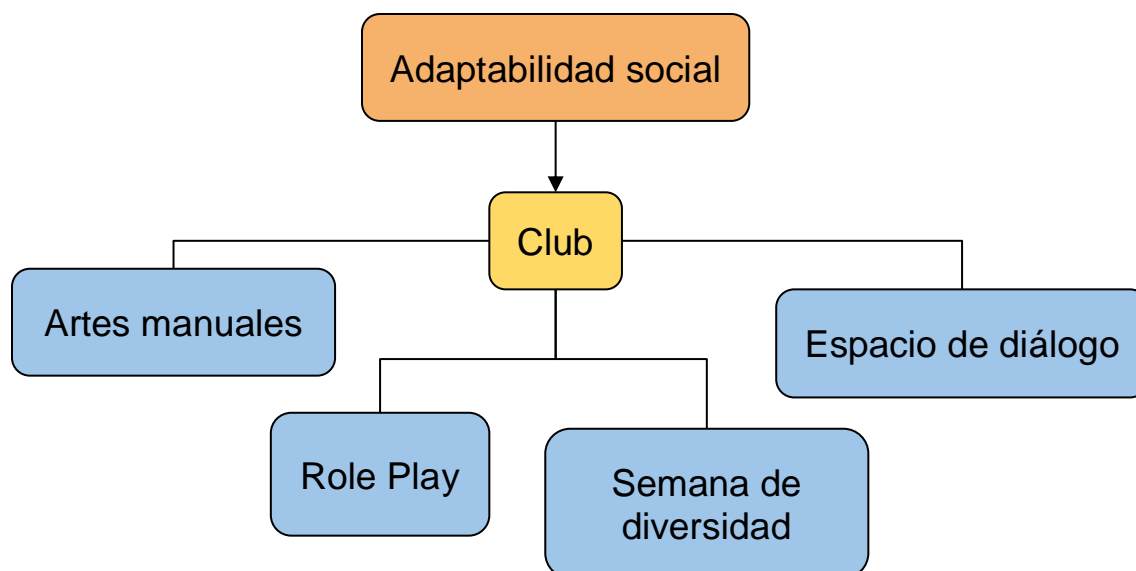 Adaptabilidad social
Club
Artes manuales
Espacio de diálogo
Role Play
Semana de
diversidad